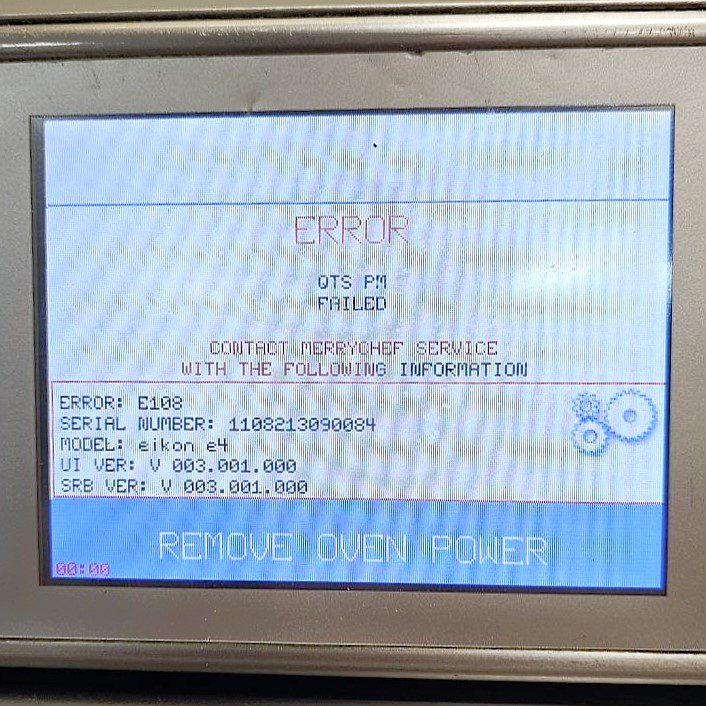 ERROR
QTS PM
FAILED
CONTACT MERRYCHEF SERVICE
WITH THE FOLLOWING INFORMATION
ERROR: E108
SERIAL NUMBER: 1108213090084
MODEL: eikon e4
UI VER: V 003.001.000
SRB VER: V 003.001.000
REMOVE OVEN POWER
00:00